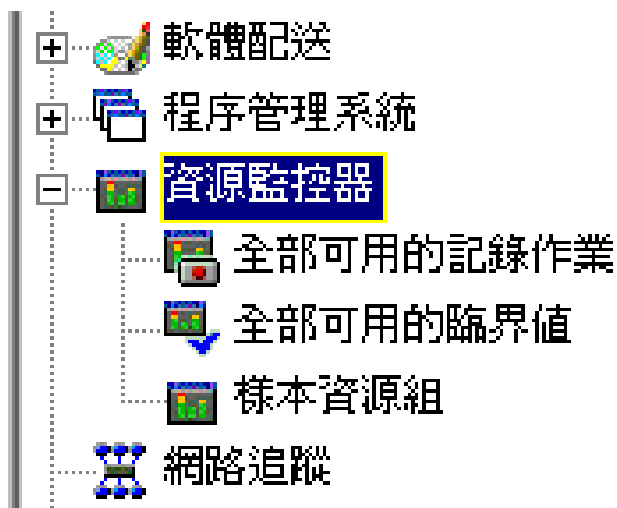 軟體配送
程序管理系統
資源監控器
全部可用的記錄作業
全部可用的臨界值
樣本資源組
網路追蹤